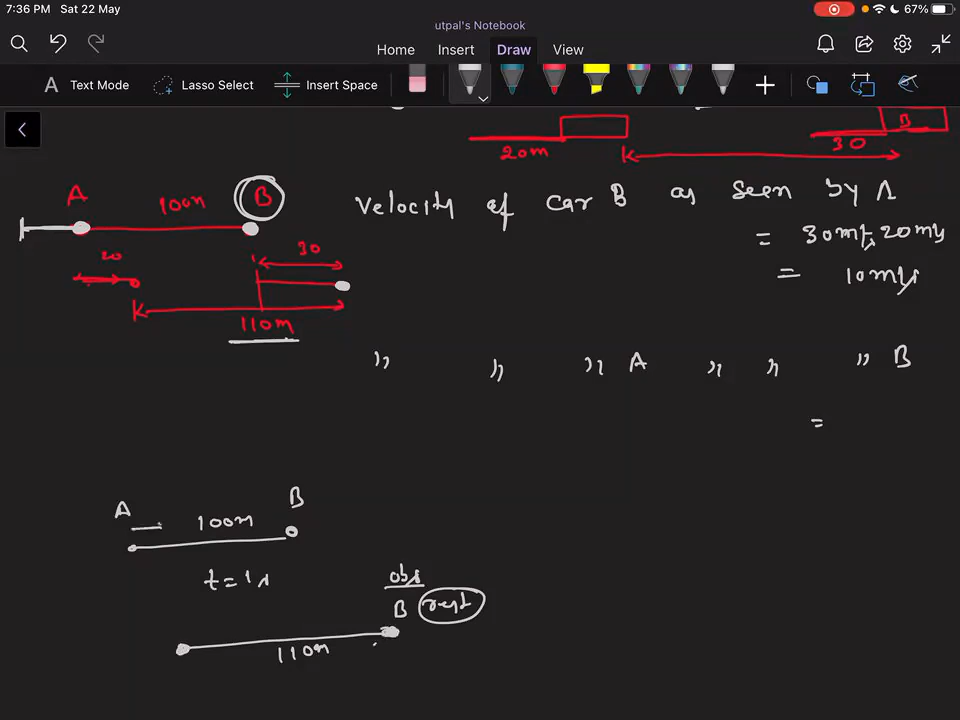 7:36 PM Sat 22 May
67%
utpal's Notebook
Home Insert Draw View
A Text Mode Lasso Select Insert Space
20m
30
B
A 100m B
20
30
110m
Velocity of car B as seen by A
= 30m/s, 20m/s
= 10m/s
" " " A " " " B
=
A 100m B
t = 1s
obs
B rest
110m